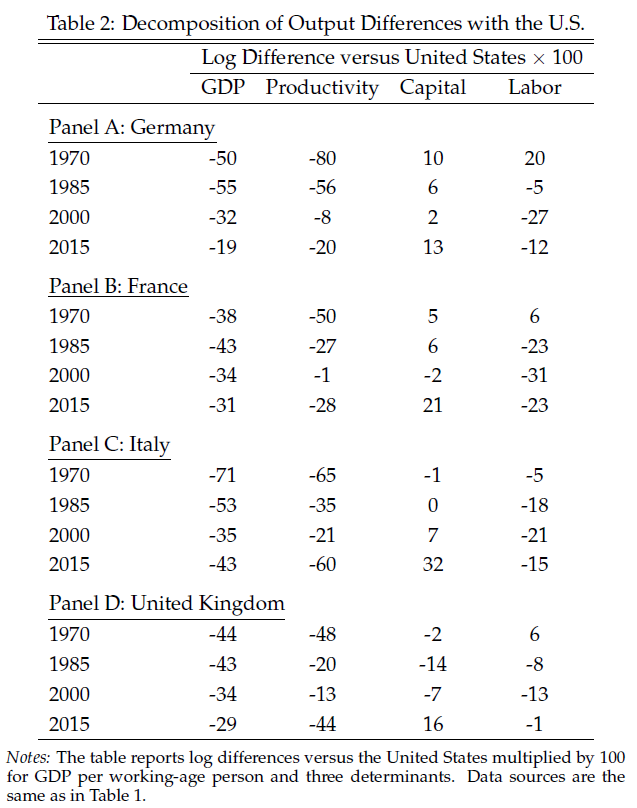 Table 2: Decomposition of Output Differences with the U.S.
Log Difference versus United States × 100
GDP Productivity Capital Labor
Panel A: Germany
1970 -50 -80 10 20
1985 -55 -56 6 -5
2000 -32 -8 2 -27
2015 -19 -20 13 -12
Panel B: France
1970 -38 -50 5 6
1985 -43 -27 6 -23
2000 -34 -1 -2 -31
2015 -31 -28 21 -23
Panel C: Italy
1970 -71 -65 -1 -5
1985 -53 -35 0 -18
2000 -35 -21 7 -21
2015 -43 -60 32 -15
Panel D: United Kingdom
1970 -44 -48 -2 6
1985 -43 -20 -14 -8
2000 -34 -13 -7 -13
2015 -29 -44 16 -1
Notes: The table reports log differences versus the United States multiplied by 100
for GDP per working-age person and three determinants. Data sources are the
same as in Table 1.